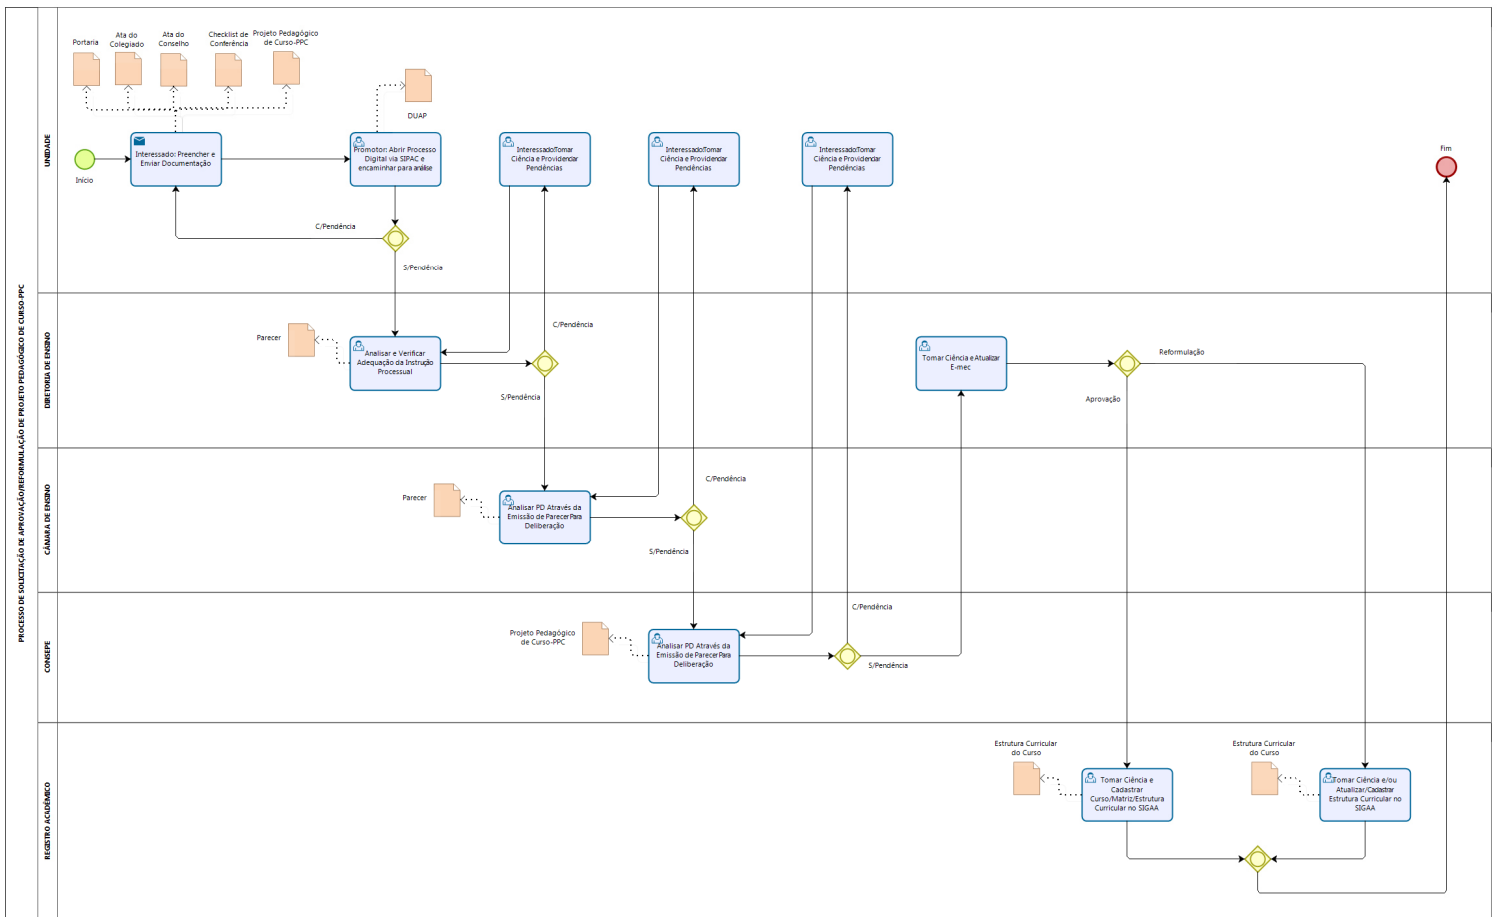 PROCESSO DE SOLICITAÇÃO DE APROVAÇÃO/REFORMULAÇÃO DE PROJETO PEDAGÓGICO DE CURSO-PPC
UNIDADE
Portaria
Ata do
Colegiado
Ata do
Conselho
Checklist de
Conferência
Projeto Pedagógico
de Curso-PPC
DUAP
Início
Interessado: Preencher e
Enviar Documentação
Promotor: Abrir Processo
Digital via SIPAC e
encaminhar para análise
Interessado:Tomar
Ciência e Providendar
Pendências
Interessado:Tomar
Ciência e Providendar
Pendências
Interessado:Tomar
Ciência e Providendar
Pendências
Fim
C/Pendência
S/Pendência
DIRETORIA DE ENSINO
Parecer
Analisar e Verificar
Adequação da Instrução
Processual
C/Pendência
S/Pendência
Tomar Ciência e Atualizar
E-mec
Reformulação
Aprovação
CÂMARA DE ENSINO
Parecer
Analisar PD Através da
Emissão de Parecer Para
Deliberação
C/Pendência
S/Pendência
CONSEPE
Projeto Pedagógico
de Curso-PPC
Analisar PD Através da
Emissão de Parecer Para
Deliberação
C/Pendência
S/Pendência
REGISTRO ACADÊMICO
Estrutura Curricular
do Curso
Tomar Ciência e
Cadastrar
Curso/Matriz/Estrutura
Curricular no SIGAA
Estrutura Curricular
do Curso
Tomar Ciência e/ou
Atualizar/Cadastrar
Estrutura Curricular no
SIGAA